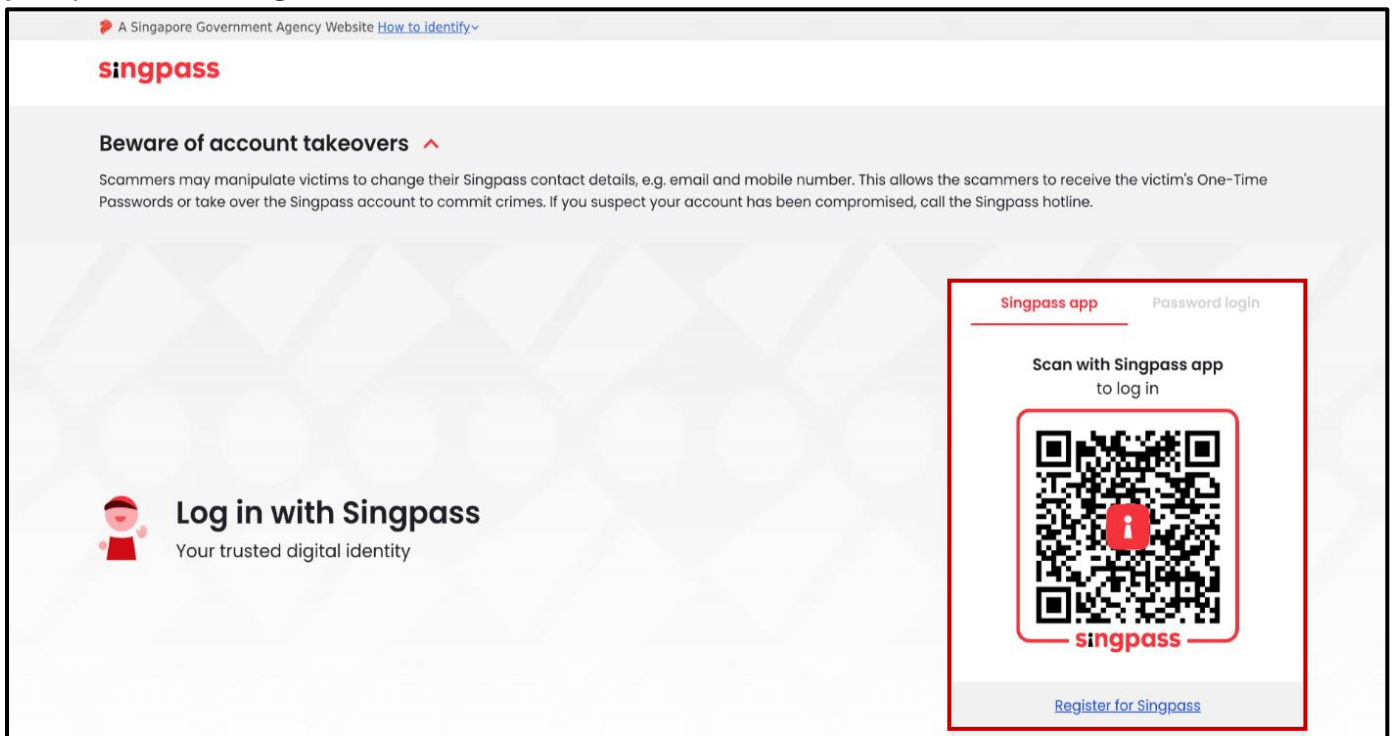 A Singapore Government Agency Website How to identify
singpass
Beware of account takeovers
Scammers may manipulate victims to change their Singpass contact details, e.g. email and mobile number. This allows the scammers to receive the victim's One-Time
Passwords or take over the Singpass account to commit crimes. If you suspect your account has been compromised, call the Singpass hotline.
Singpass app Password login
Scan with Singpass app
to log in
singpass
Log in with Singpass
Your trusted digital identity
Register for Singpass